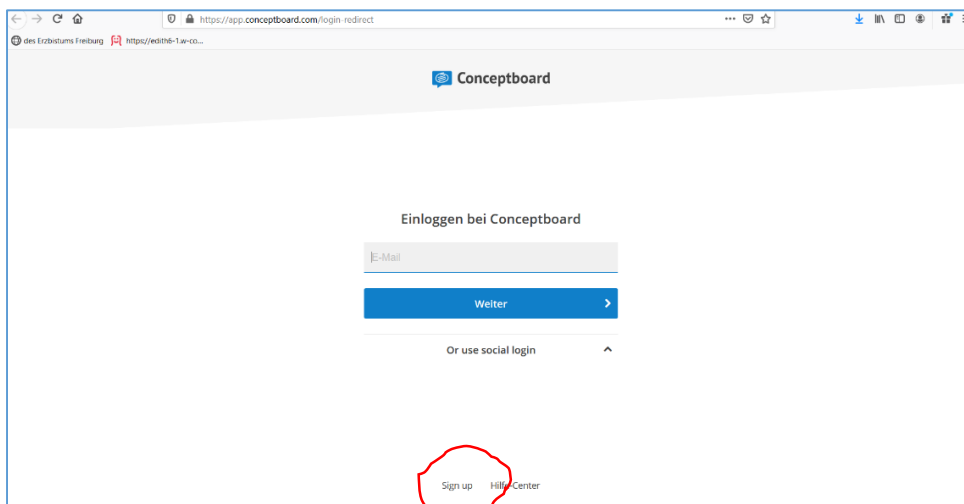 https://app.conceptboard.com/login-redirect
des Erzbistums Freiburg https://edith6-1.w-co...
Conceptboard
Einloggen bei Conceptboard
E-Mail
Weiter
Or use social login
Sign up Hilfe-Center